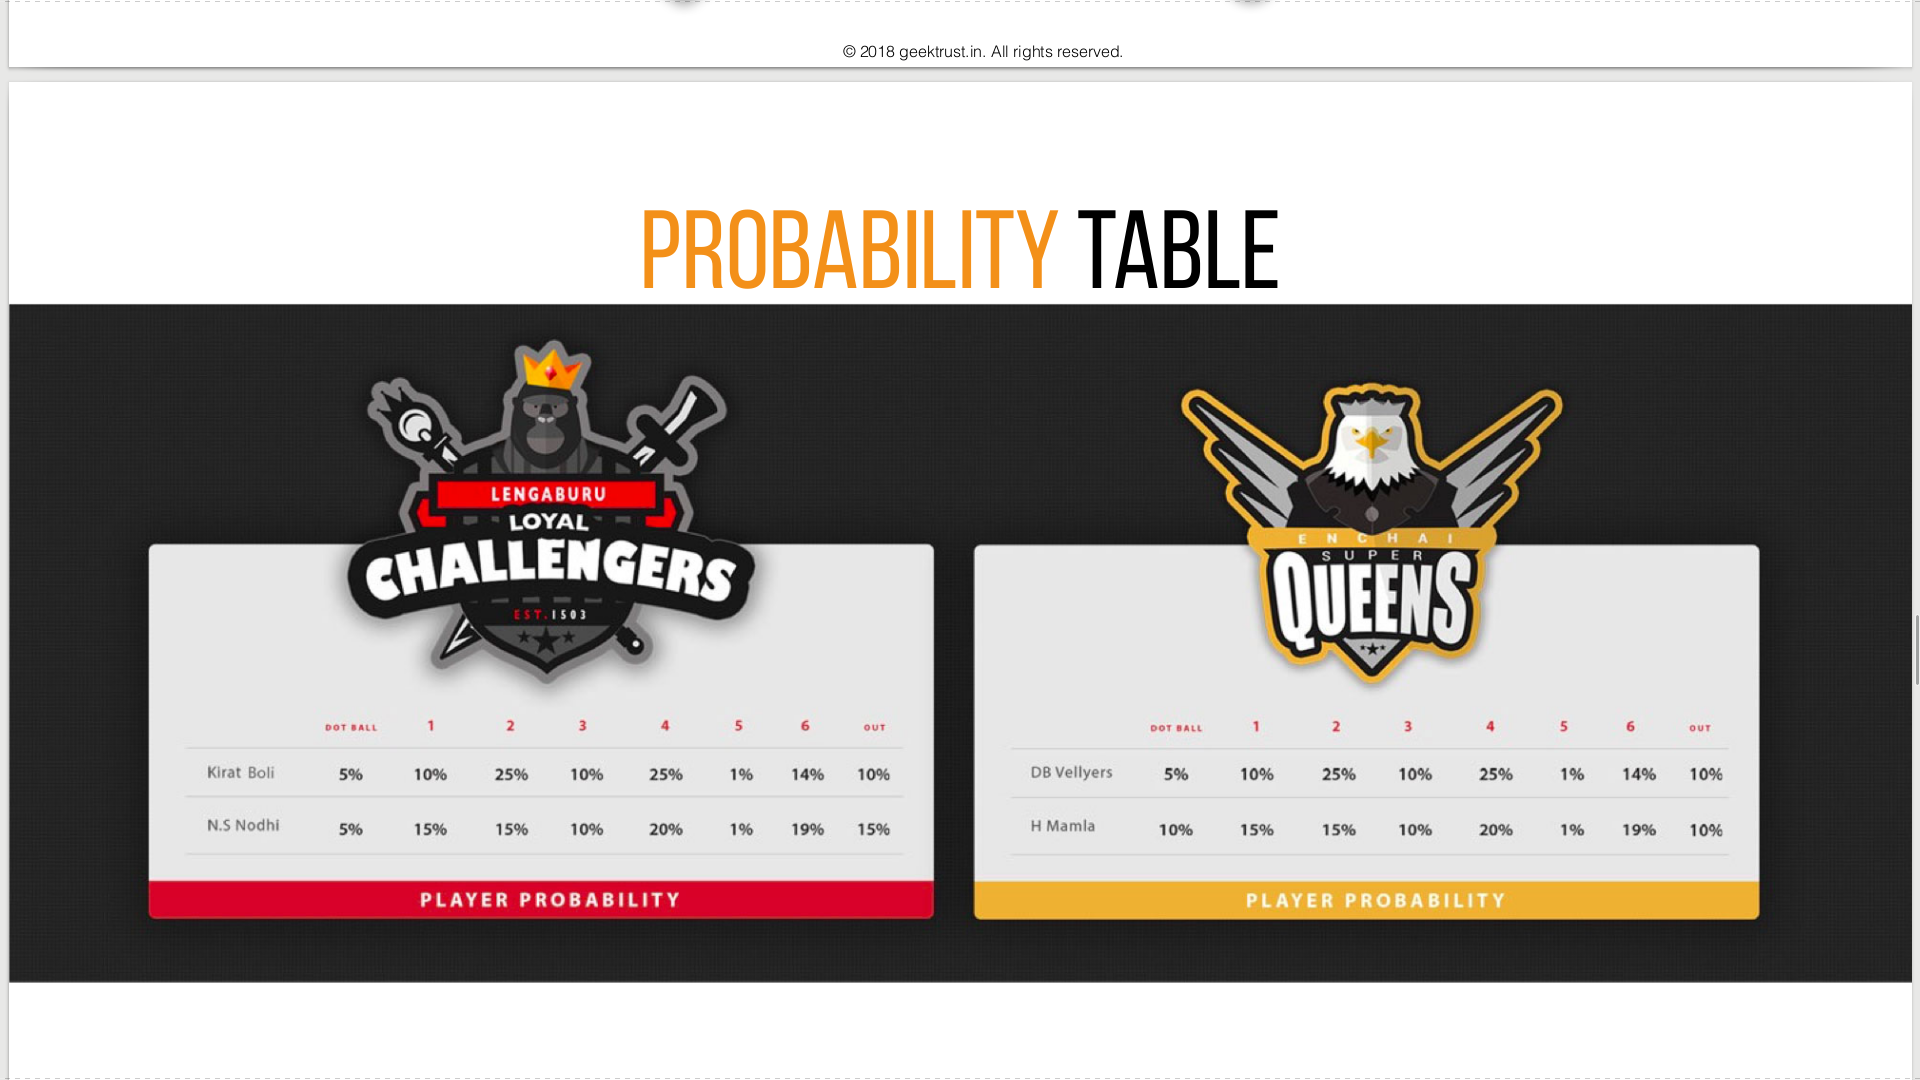 © 2018 geektrust.in. All rights reserved.
PROBABILITY TABLE
LENGABURU
LOYAL
CHALLENGERS
EST.1503
DOT BALL 1 2 3 4 5 6 OUT
Kirat Boli 5% 10% 25% 10% 25% 1% 14% 10%
N.S Nodhi 5% 15% 15% 10% 20% 1% 19% 15%
PLAYER PROBABILITY
ENCHAI
SUPER
QUEENS
DOT BALL 1 2 3 4 5 6 OUT
DB Vellyers 5% 10% 25% 10% 25% 1% 14% 10%
H Mamla 10% 15% 15% 10% 20% 1% 19% 10%
PLAYER PROBABILITY